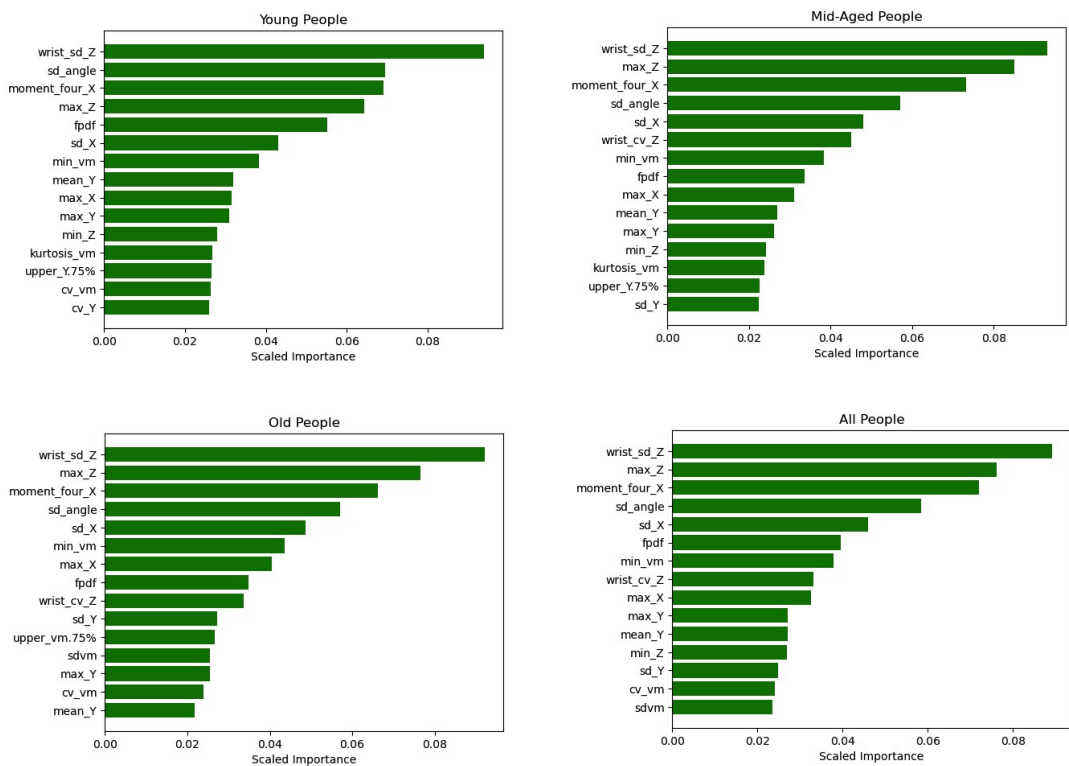 Young People
wrist_sd_Z
sd_angle
moment_four_X
max_Z
fpdf
sd_X
min_vm
mean_Y
max_X
max_Y
min_Z
kurtosis_vm
upper_Y.75%
cv_vm
cv_Y
0.00 0.02 0.04 0.06 0.08
Scaled Importance
Mid-Aged People
wrist_sd_Z
max_Z
moment_four_X
sd_angle
sd_X
wrist_cv_Z
min_vm
fpdf
max_X
mean_Y
max_Y
min_Z
kurtosis_vm
upper_Y.75%
sd_Y
0.00 0.02 0.04 0.06 0.08
Scaled Importance
Old People
wrist_sd_Z
max_Z
moment_four_X
sd_angle
sd_X
min_vm
max_X
fpdf
wrist_cv_Z
sd_Y
upper_vm.75%
sdvm
max_Y
cv_vm
mean_Y
0.00 0.02 0.04 0.06 0.08
Scaled Importance
All People
wrist_sd_Z
max_Z
moment_four_X
sd_angle
sd_X
fpdf
min_vm
wrist_cv_Z
max_X
max_Y
mean_Y
min_Z
sd_Y
cv_vm
sdvm
0.00 0.02 0.04 0.06 0.08
Scaled Importance